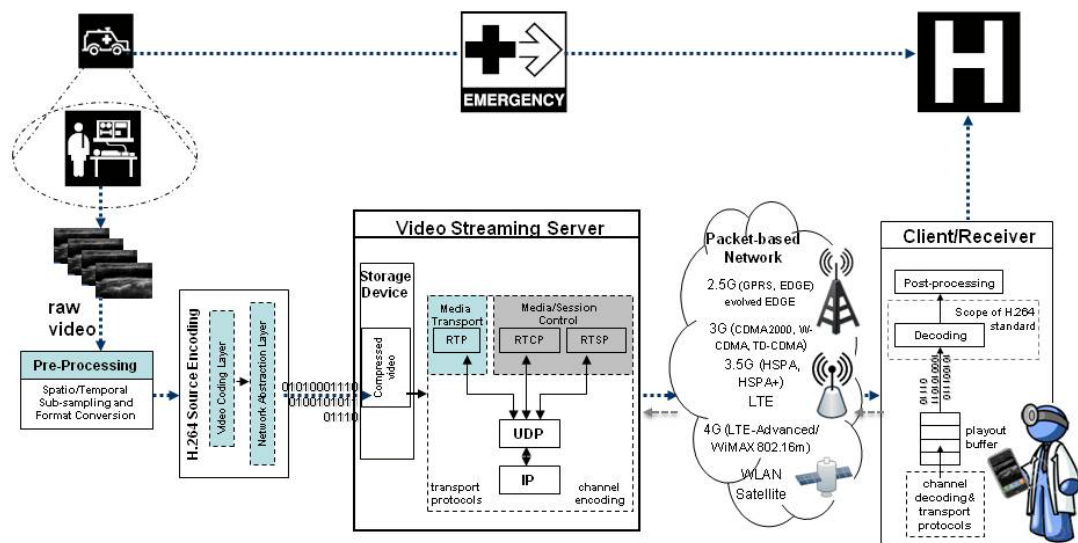 EMERGENCY
H
raw
video
Pre-Processing
Spatio/Temporal
Sub-sampling and
Format Conversion
H.264 Source Encoding
Video Coding Layer
Network Abstraction Layer
01010001110
0100101011
01110
Video Streaming Server
Storage
Device
Compressed
video
Media
Transport
RTP
Media/Session
Control
RTCP
RTSP
UDP
IP
transport
protocols
channel
encoding
Packet-based
Network
2.5G (GPRS, EDGE)
evolved EDGE
3G (CDMA2000, W-
CDMA, TD-CDMA)
3.5G (HSPA,
HSPA+)
LTE
4G (LTE-Advanced/
WiMAX 802.16m)
WLAN
Satellite
Client/Receiver
Post-processing
Scope of H.264
standard
Decoding
playout
buffer
channel
decoding &
transport
protocols